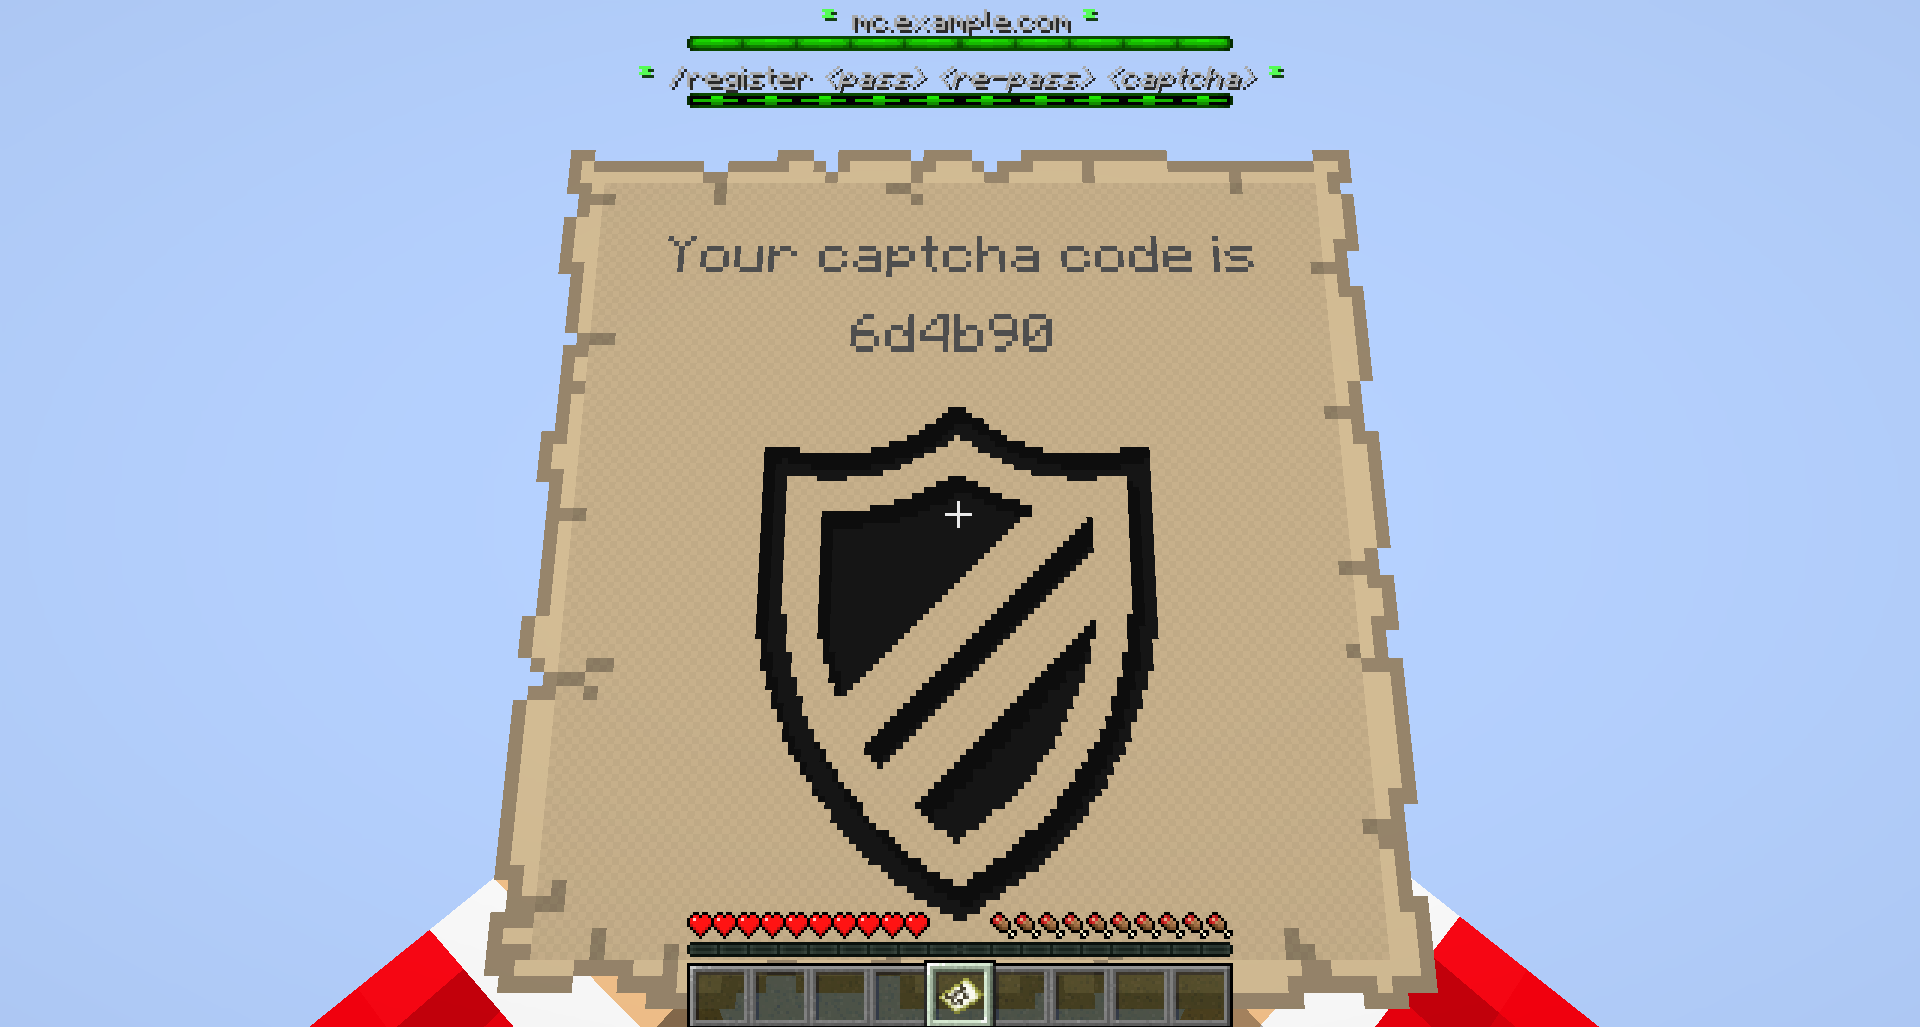 mc.example.com
/register <pass> <re-pass> <captcha>
Your captcha code is
6d4b90